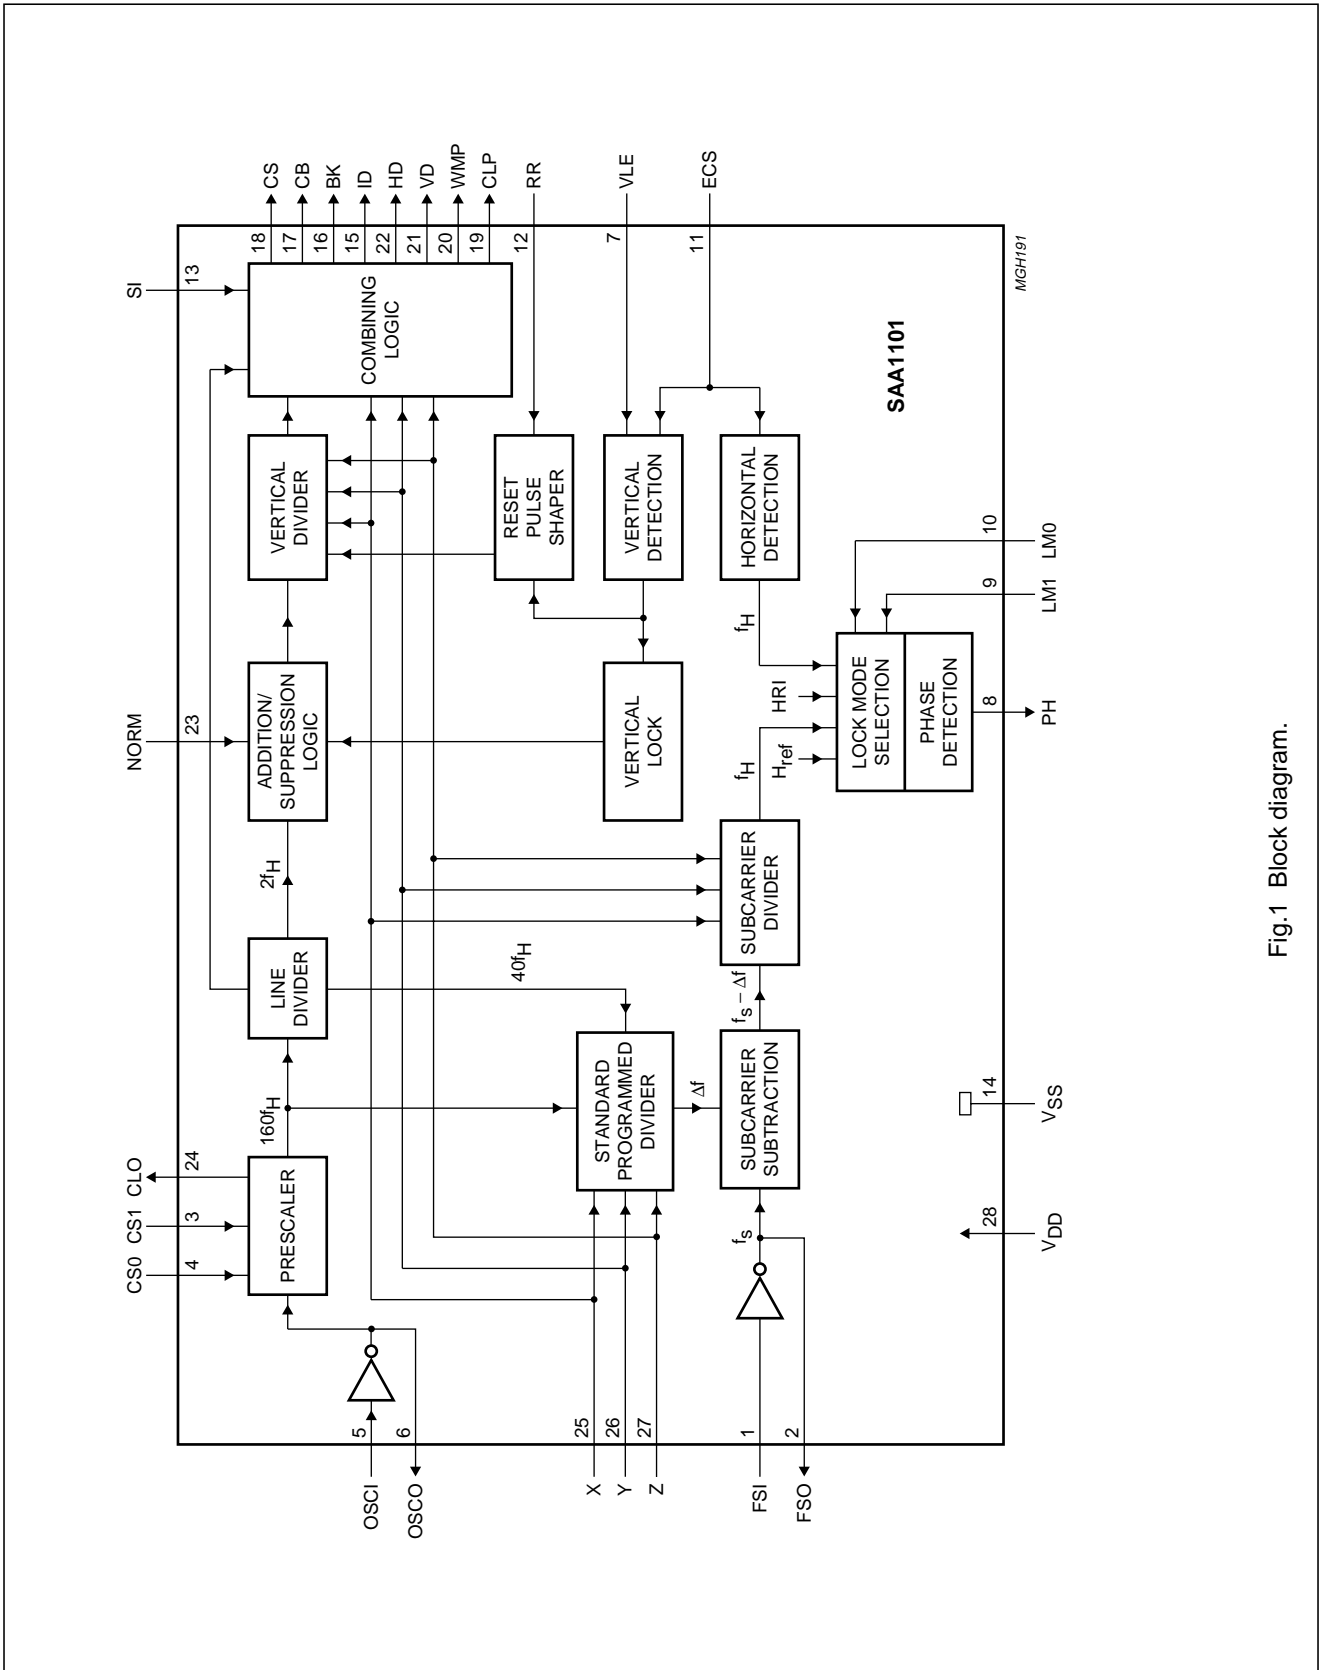 SI
13
NORM
23
CLO
24
CS1
3
CS0
4
CS
18
CB
17
BK
16
ID
15
HD
22
VD
21
WMP
20
CLP
19
RR
12
VLE
7
ECS
11
COMBINING
LOGIC
VERTICAL
DIVIDER
ADDITION/
SUPPRESSION
LOGIC
2fH
LINE
DIVIDER
160fH
PRESCALER
5
OSCI
6
OSCO
RESET
PULSE
SHAPER
VERTICAL
DETECTION
VERTICAL
LOCK
40fH
STANDARD
PROGRAMMED
DIVIDER
25
X
26
Y
27
Z
HORIZONTAL
DETECTION
fH
HRI
fH
Href
SUBCARRIER
DIVIDER
fs − Δf
Δf
SUBCARRIER
SUBTRACTION
fs
1
FSI
2
FSO
LOCK MODE
SELECTION
PHASE
DETECTION
SAA1101
10
LM0
9
LM1
8
PH
14
VSS
28
VDD
MGH191
Fig.1 Block diagram.